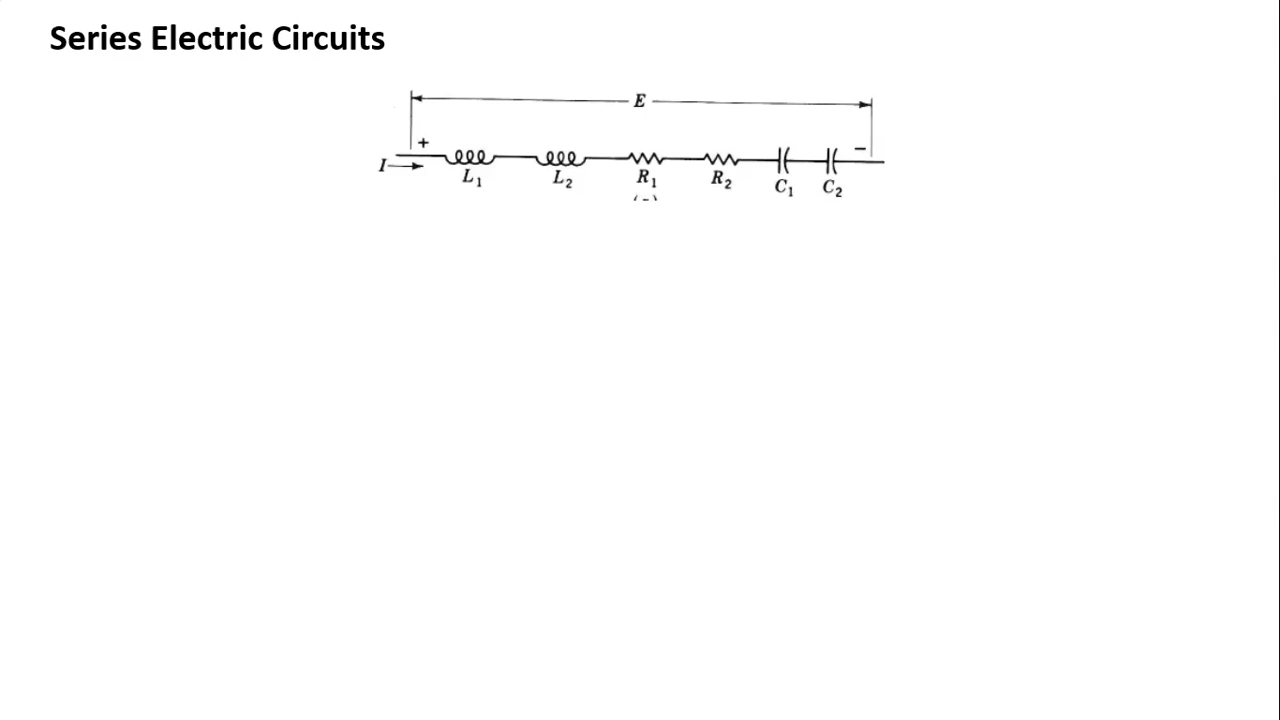 Series Electric Circuits
E
+ −
I
L₁ L₂ R₁ R₂ C₁ C₂